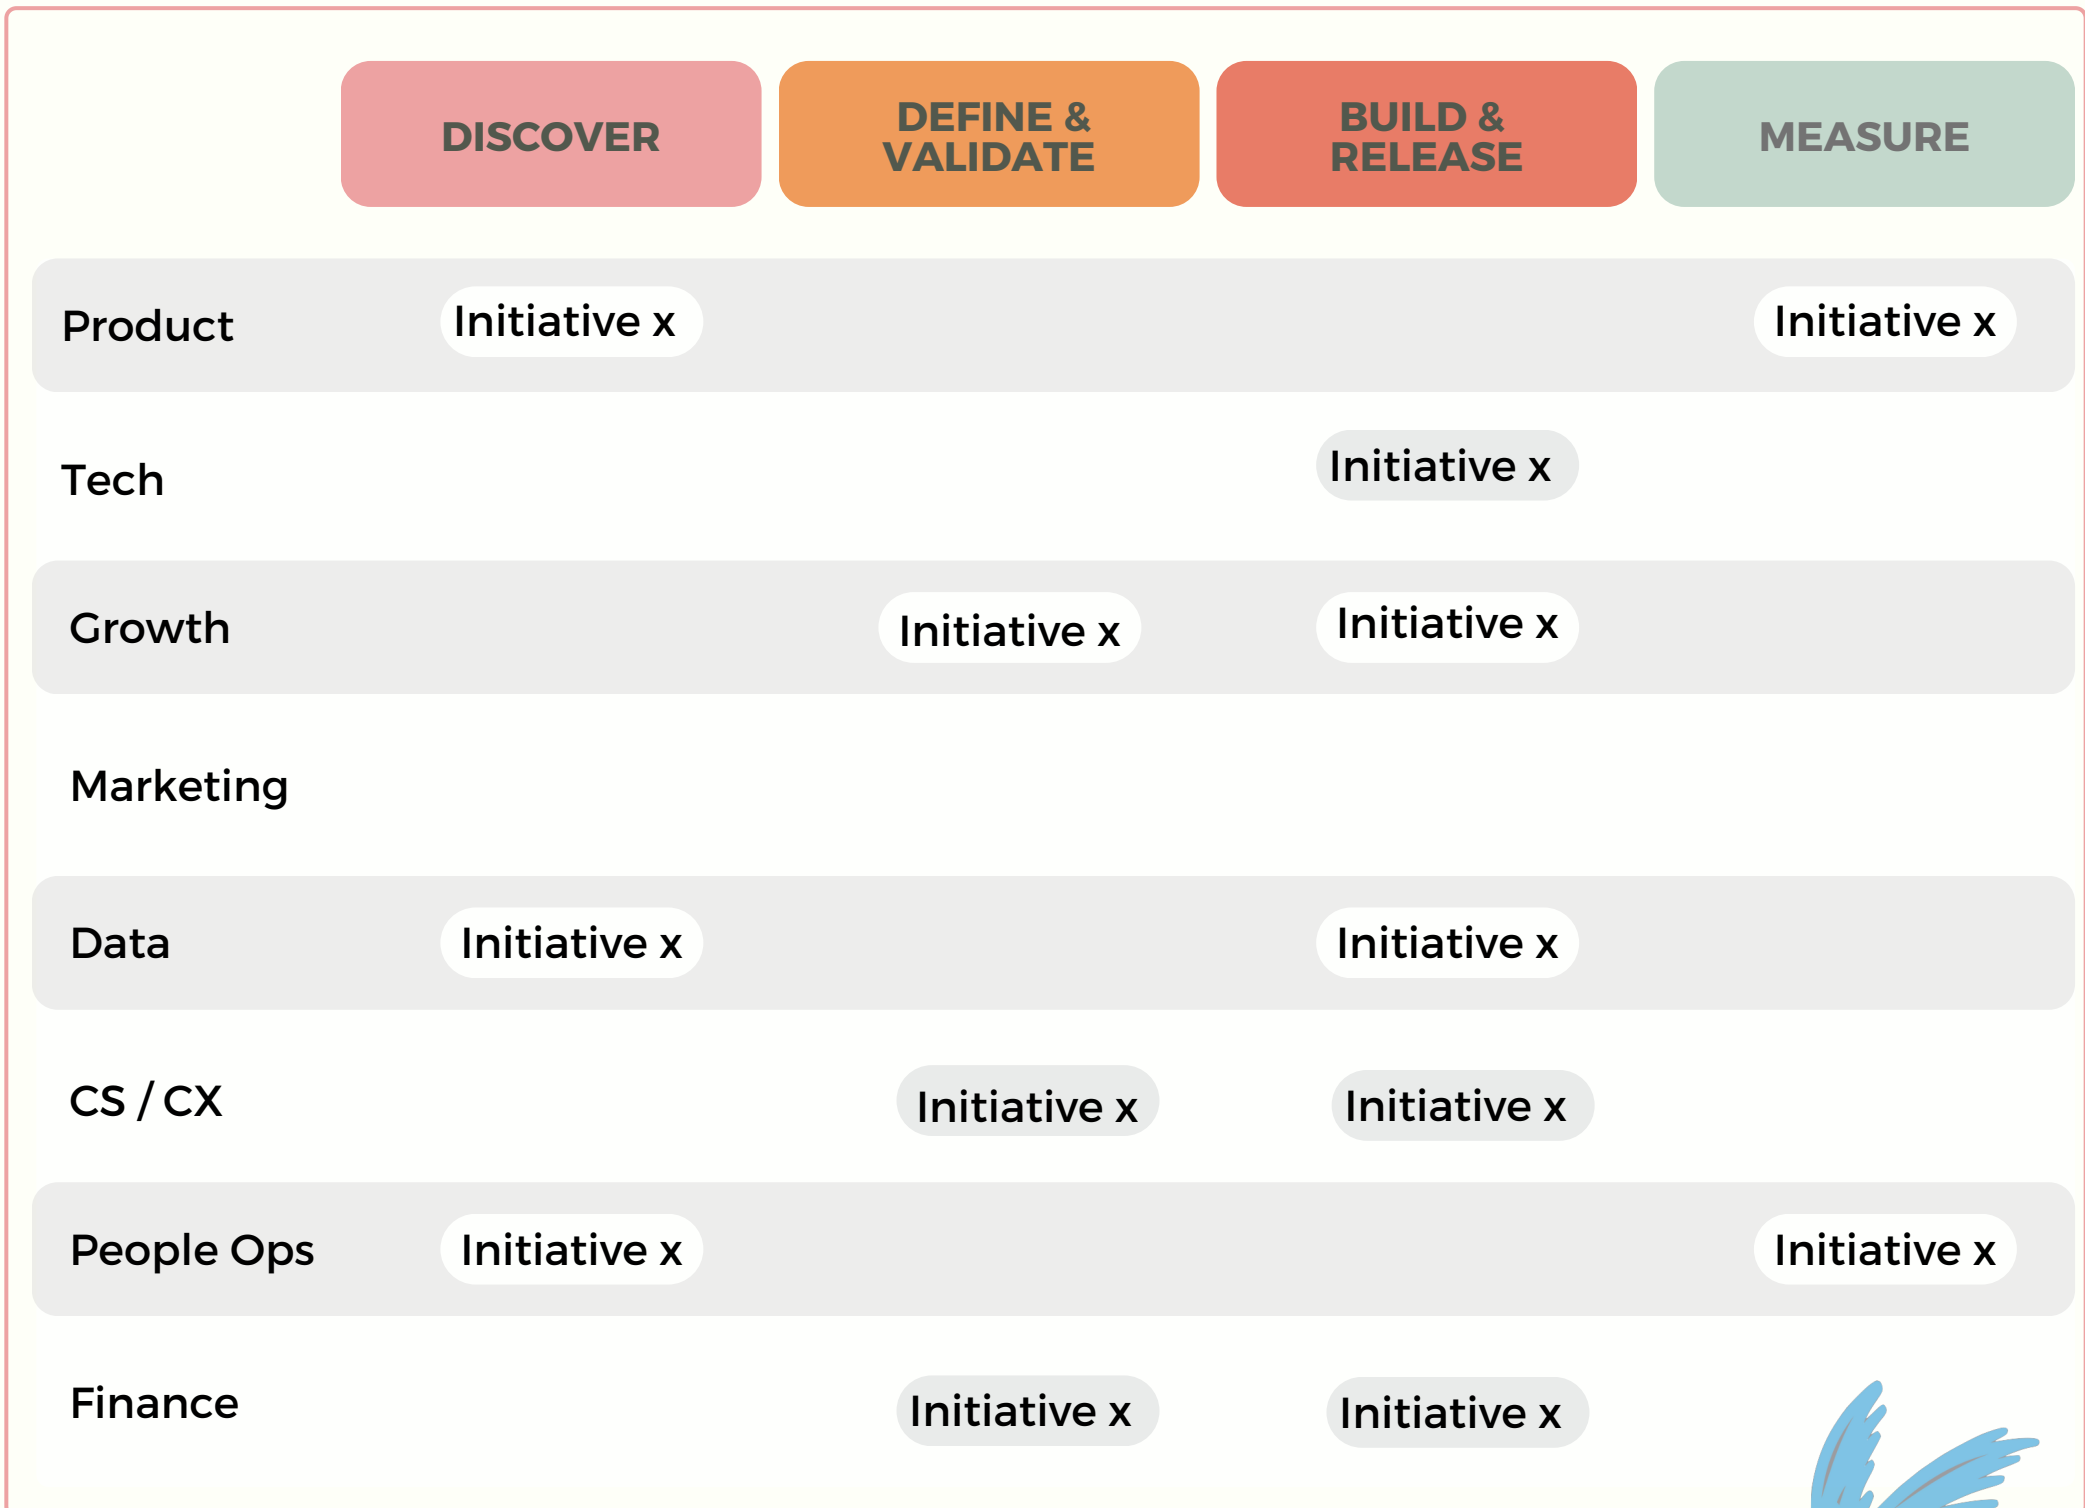 DISCOVER
DEFINE &
VALIDATE
BUILD &
RELEASE
MEASURE
Product
Initiative x
Initiative x
Tech
Initiative x
Growth
Initiative x
Initiative x
Marketing
Data
Initiative x
Initiative x
CS / CX
Initiative x
Initiative x
People Ops
Initiative x
Initiative x
Finance
Initiative x
Initiative x